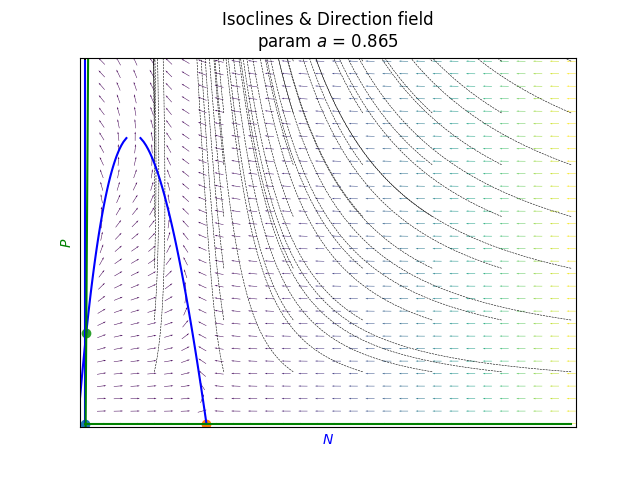 Isoclines & Direction field
param a = 0.865
P
N